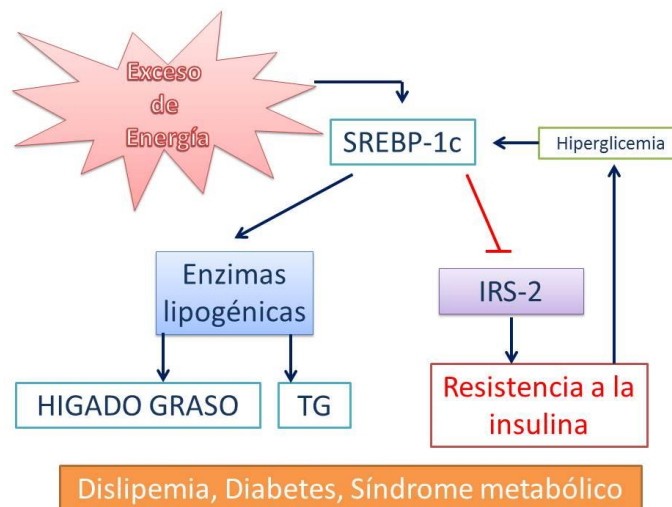 Exceso
de
Energía
SREBP-1c
Hiperglicemia
Enzimas
lipogénicas
IRS-2
HIGADO GRASO
TG
Resistencia a la
insulina
Dislipemia, Diabetes, Síndrome metabólico